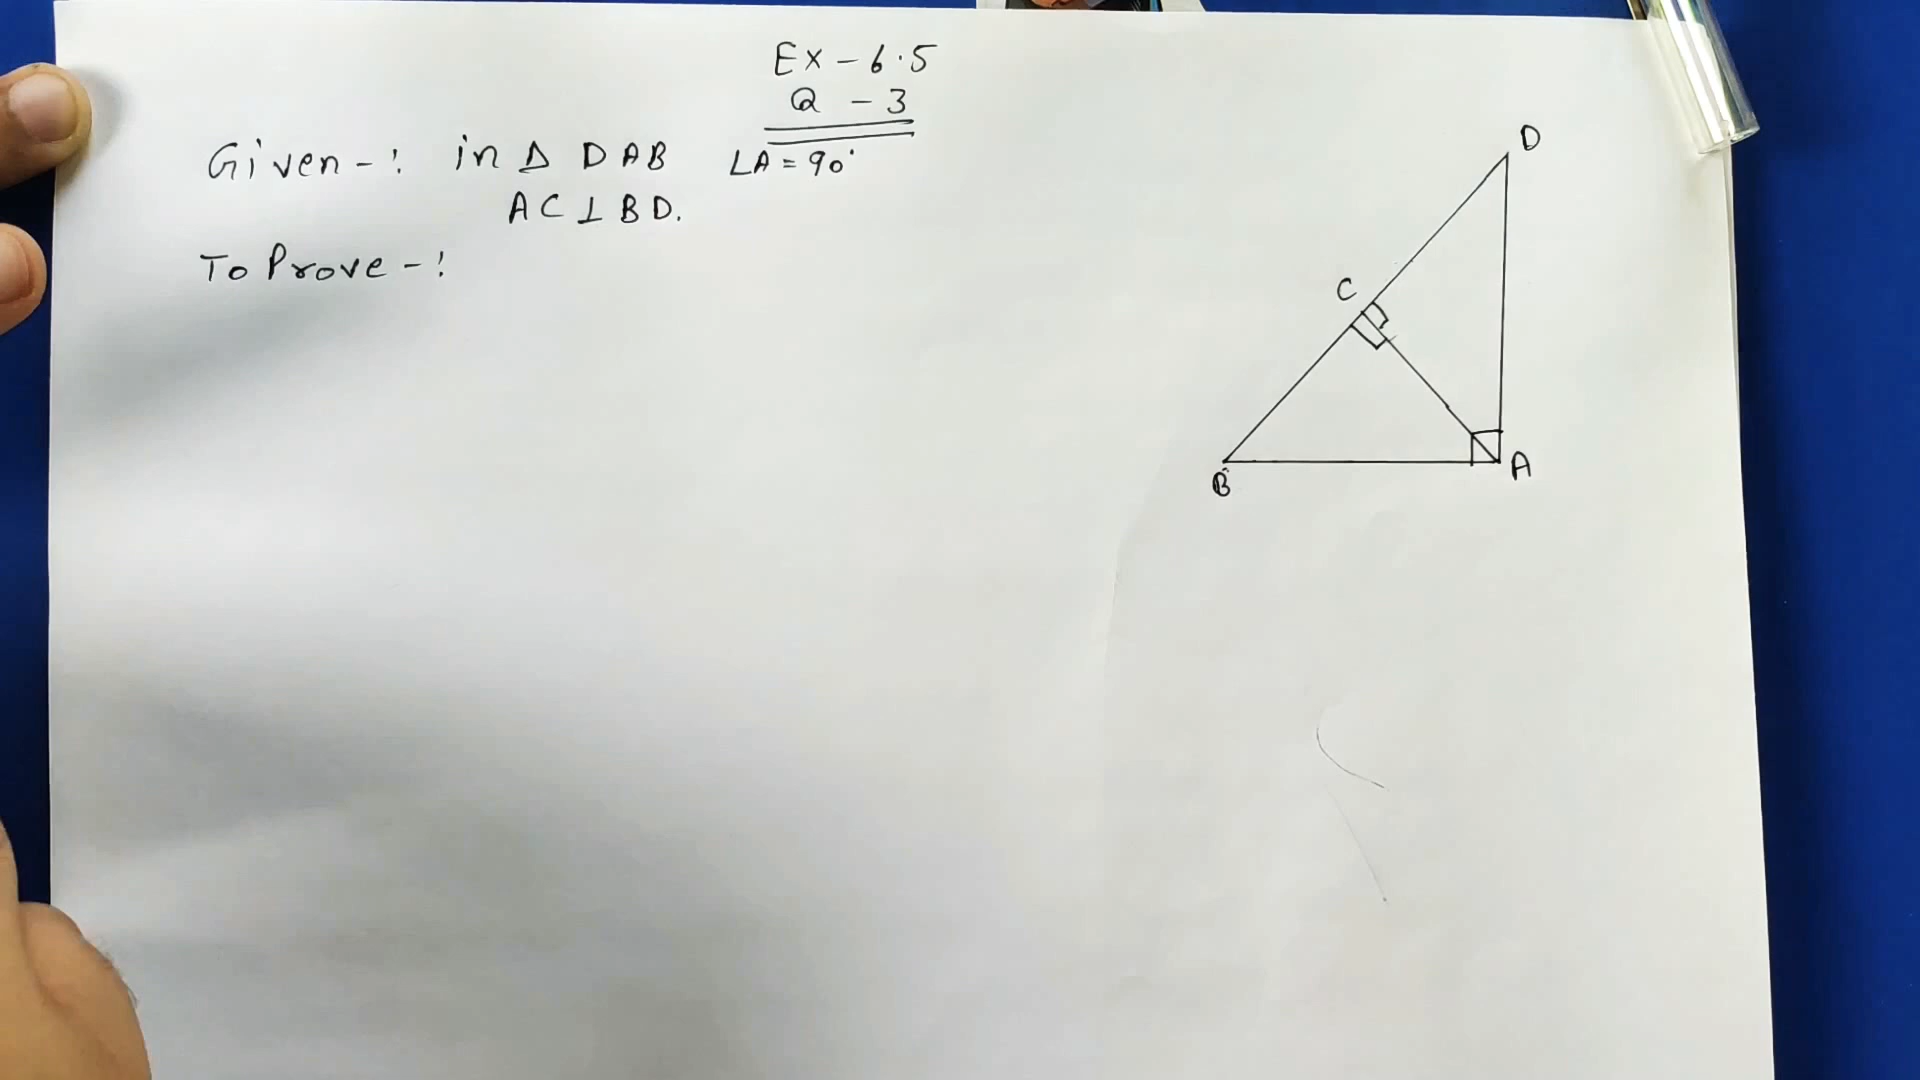 Ex - 6.5
Q - 3
Given -: in Δ DAB ∠A = 90°
AC ⊥ BD.
To Prove -:
D
C
B
A